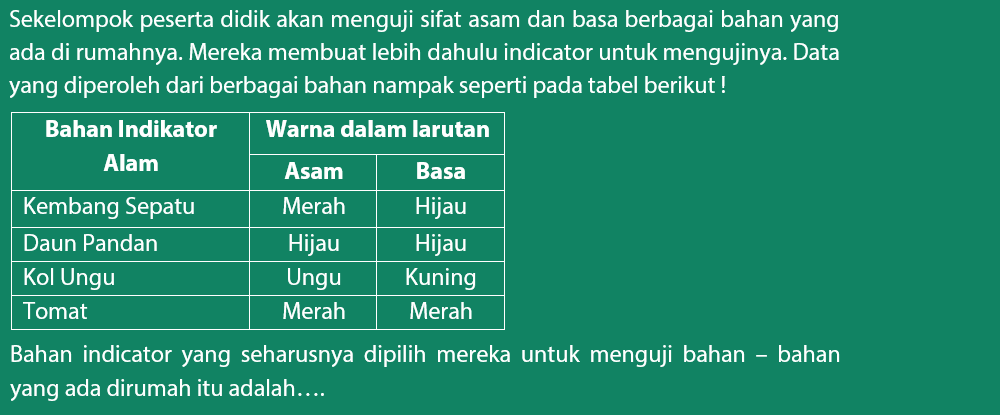 Sekelompok peserta didik akan menguji sifat asam dan basa berbagai bahan yang
ada di rumahnya. Mereka membuat lebih dahulu indicator untuk mengujinya. Data
yang diperoleh dari berbagai bahan nampak seperti pada tabel berikut !
Bahan Indikator Alam Warna dalam larutan
Asam Basa
Kembang Sepatu Merah Hijau
Daun Pandan Hijau Hijau
Kol Ungu Ungu Kuning
Tomat Merah Merah
Bahan indicator yang seharusnya dipilih mereka untuk menguji bahan – bahan
yang ada dirumah itu adalah….